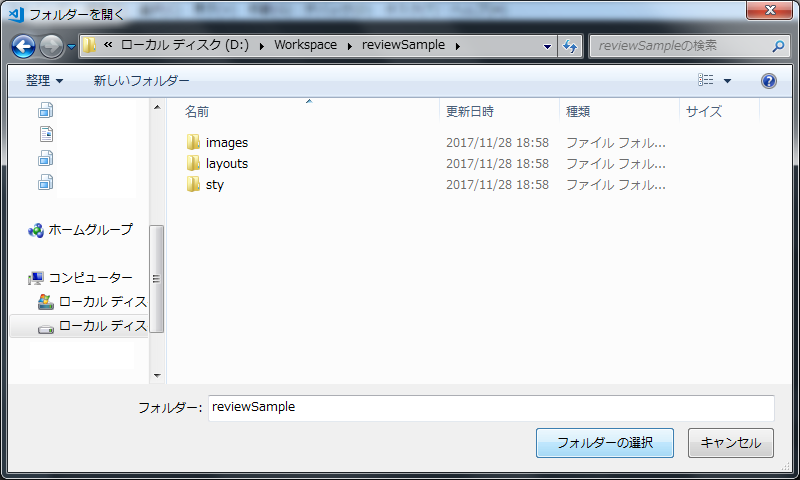 フォルダーを開く
« ローカル ディスク (D:) ▸ Workspace ▸ reviewSample ▸
reviewSampleの検索
整理 新しいフォルダー
名前 更新日時 種類 サイズ
images 2017/11/28 18:58 ファイル フォル...
layouts 2017/11/28 18:58 ファイル フォル...
sty 2017/11/28 18:58 ファイル フォル...
ホームグループ
コンピューター
ローカル ディス
ローカル ディス
フォルダー: reviewSample
フォルダーの選択 キャンセル